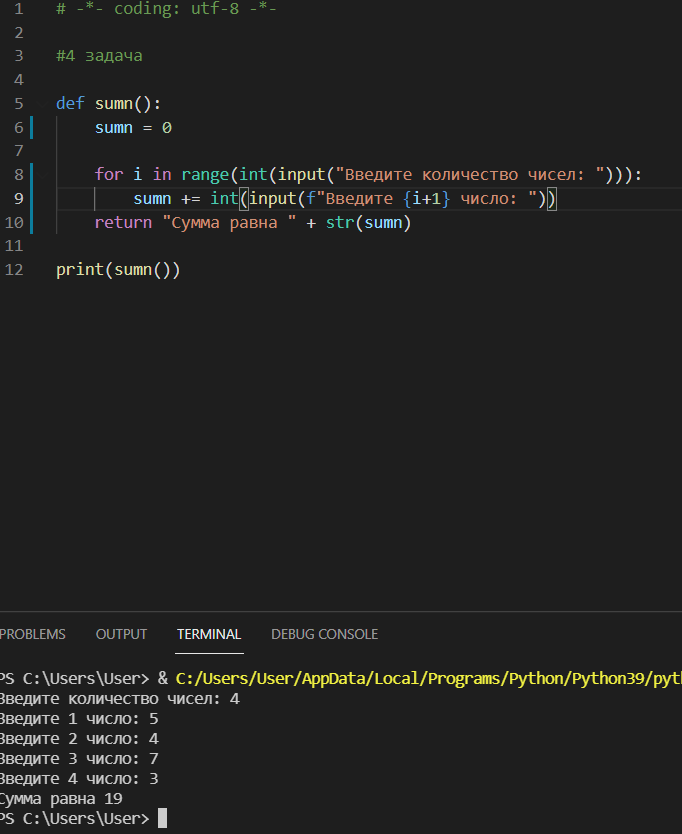 1 # -*- coding: utf-8 -*-
2
3 #4 задача
4
5 def sumn():
6 sumn = 0
7
8 for i in range(int(input("Введите количество чисел: "))):
9 sumn += int(input(f"Введите {i+1} число: "))
10 return "Сумма равна " + str(sumn)
11
12 print(sumn())
PROBLEMS OUTPUT TERMINAL DEBUG CONSOLE
PS C:\Users\User> & C:/Users/User/AppData/Local/Programs/Python/Python39/pyt
Введите количество чисел: 4
Введите 1 число: 5
Введите 2 число: 4
Введите 3 число: 7
Введите 4 число: 3
Сумма равна 19
PS C:\Users\User>